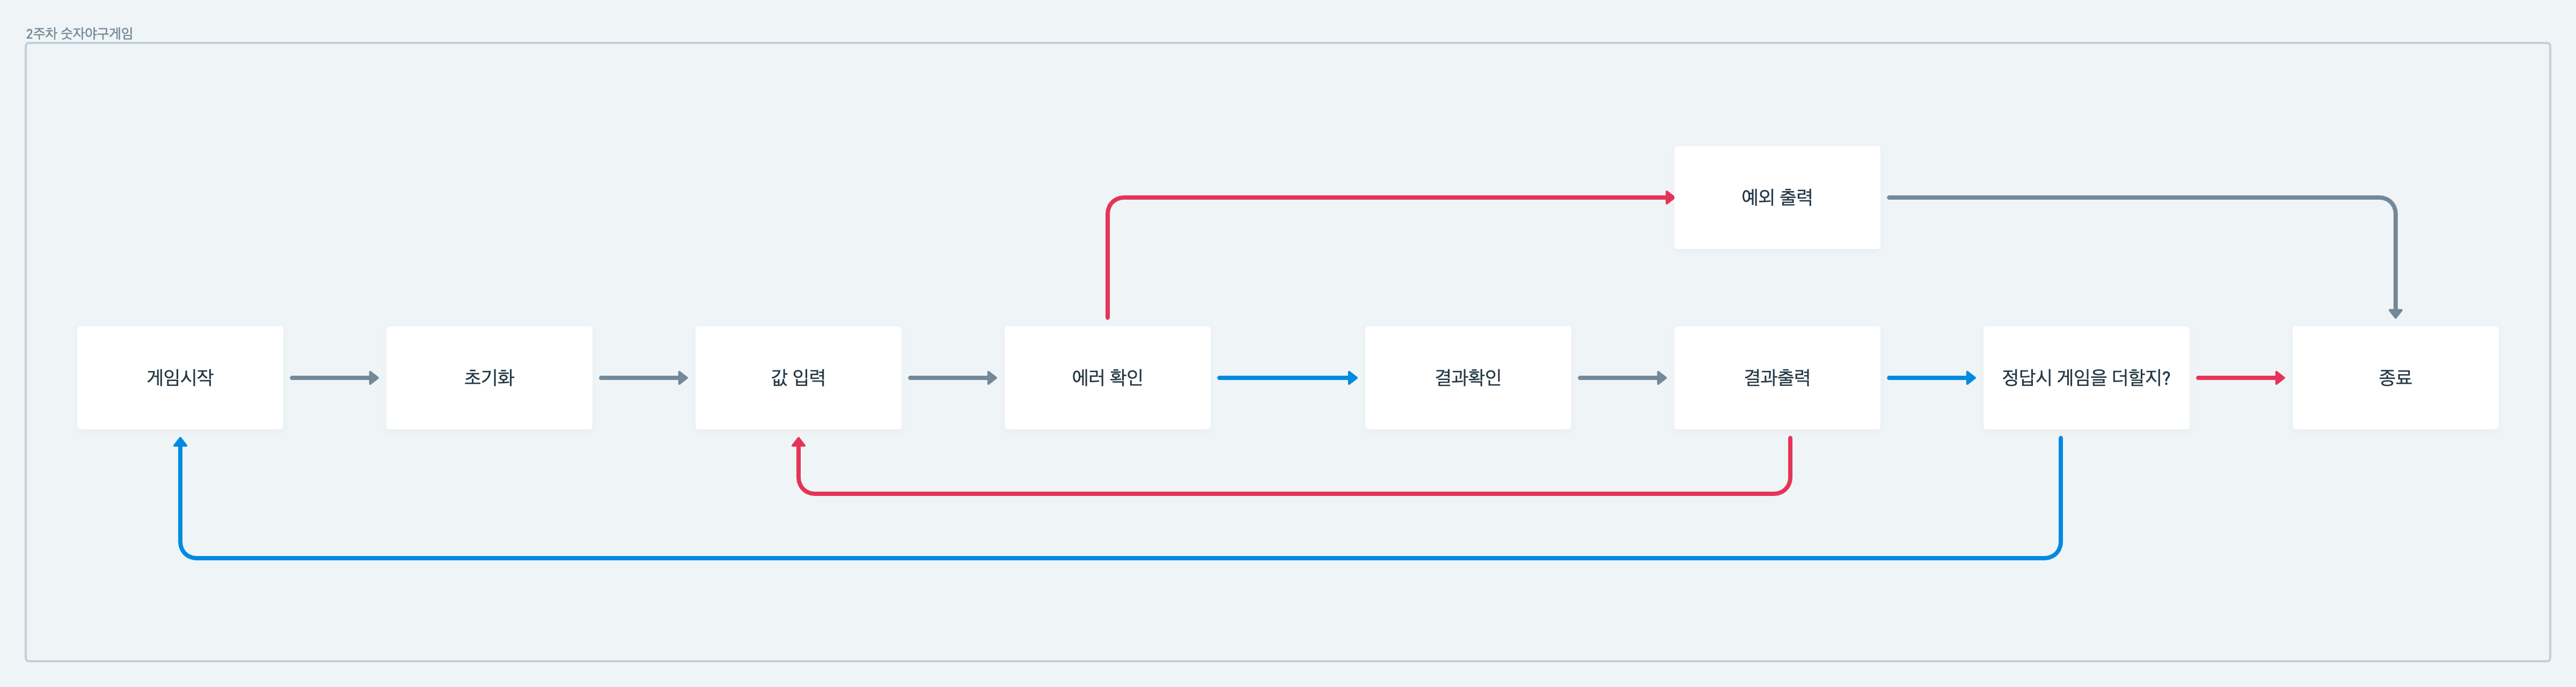 2주차 숫자야구게임
예외 출력
게임시작
초기화
값 입력
에러 확인
결과확인
결과출력
정답시 게임을 더할지?
종료